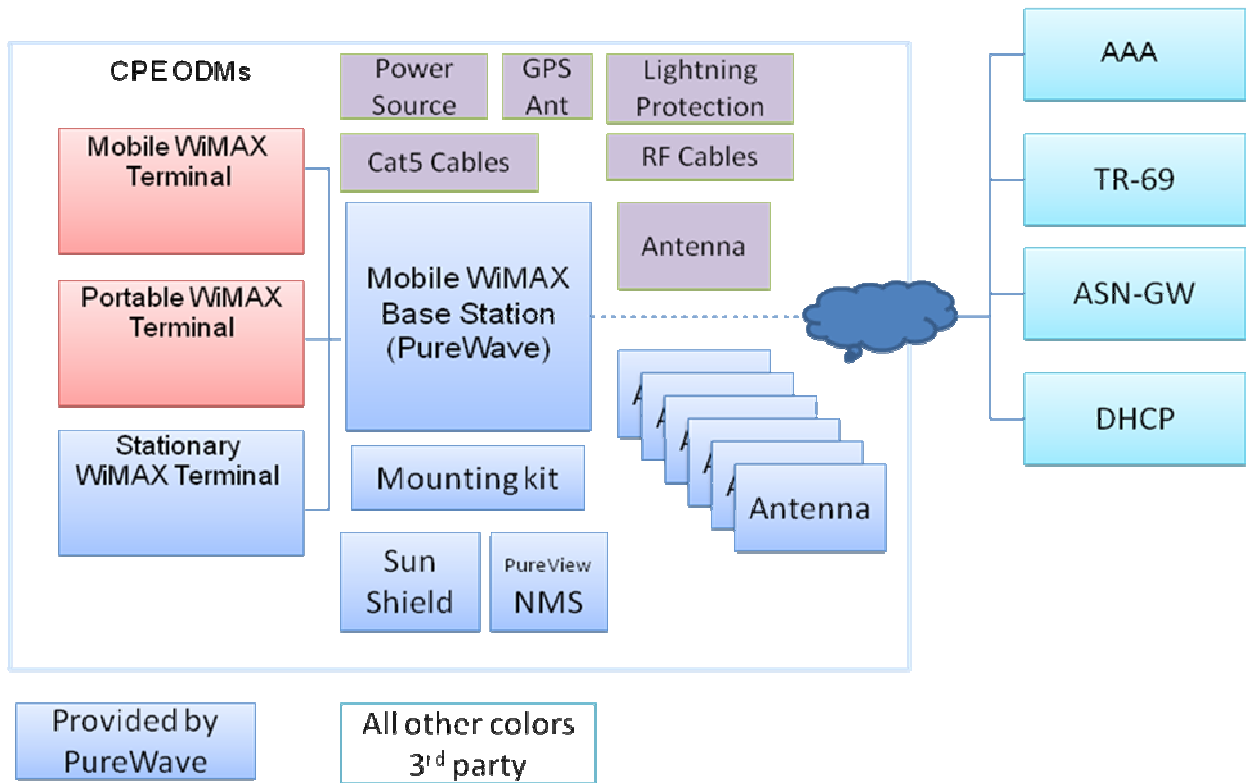 CPE ODMs
Mobile WiMAX
Terminal
Portable WiMAX
Terminal
Stationary
WiMAX Terminal
Power
Source
GPS
Ant
Lightning
Protection
Cat5 Cables
RF Cables
Mobile WiMAX
Base Station
(PureWave)
Antenna
Mounting kit
A
A
A
A
A
Antenna
Sun
Shield
PureView
NMS
AAA
TR-69
ASN-GW
DHCP
Provided by
PureWave
All other colors
3rd party